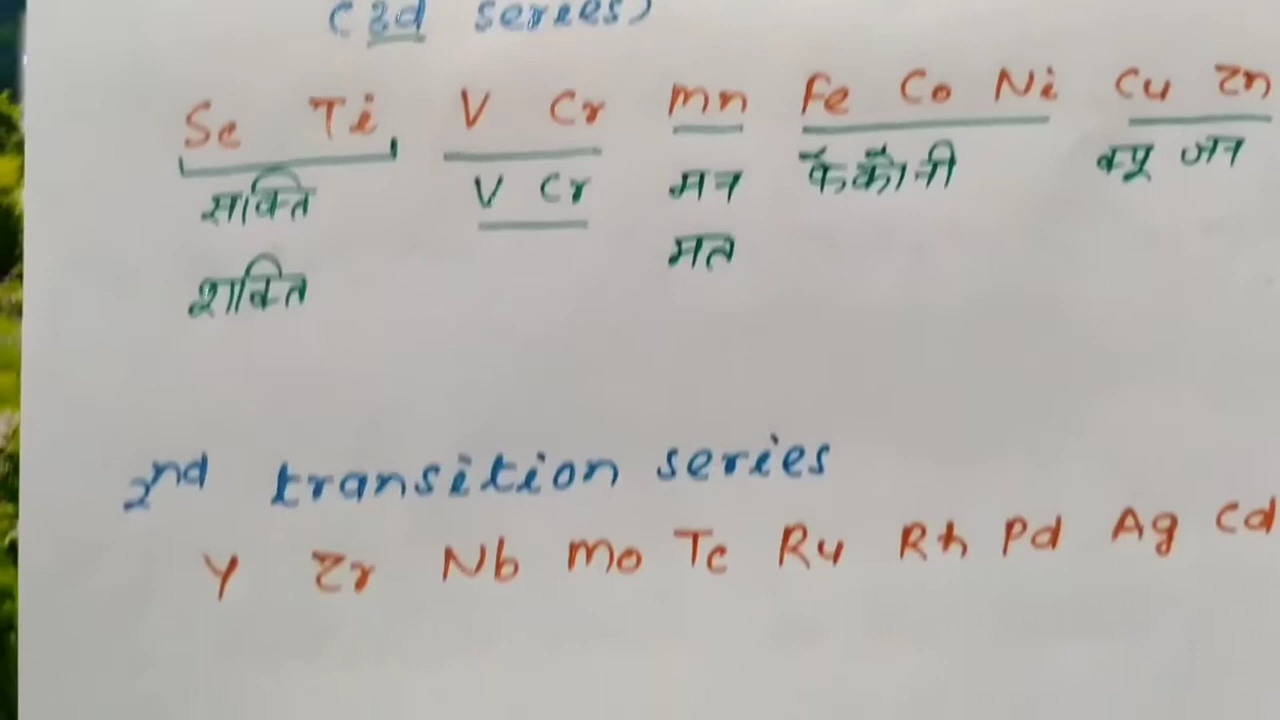 (3d series)
Sc Ti V Cr Mn Fe Co Ni Cu Zn
सक्ति V Cr मन फेकोनी क्यू जन
शक्ति मत
2nd transition series
Y Zr Nb Mo Tc Ru Rh Pd Ag Cd